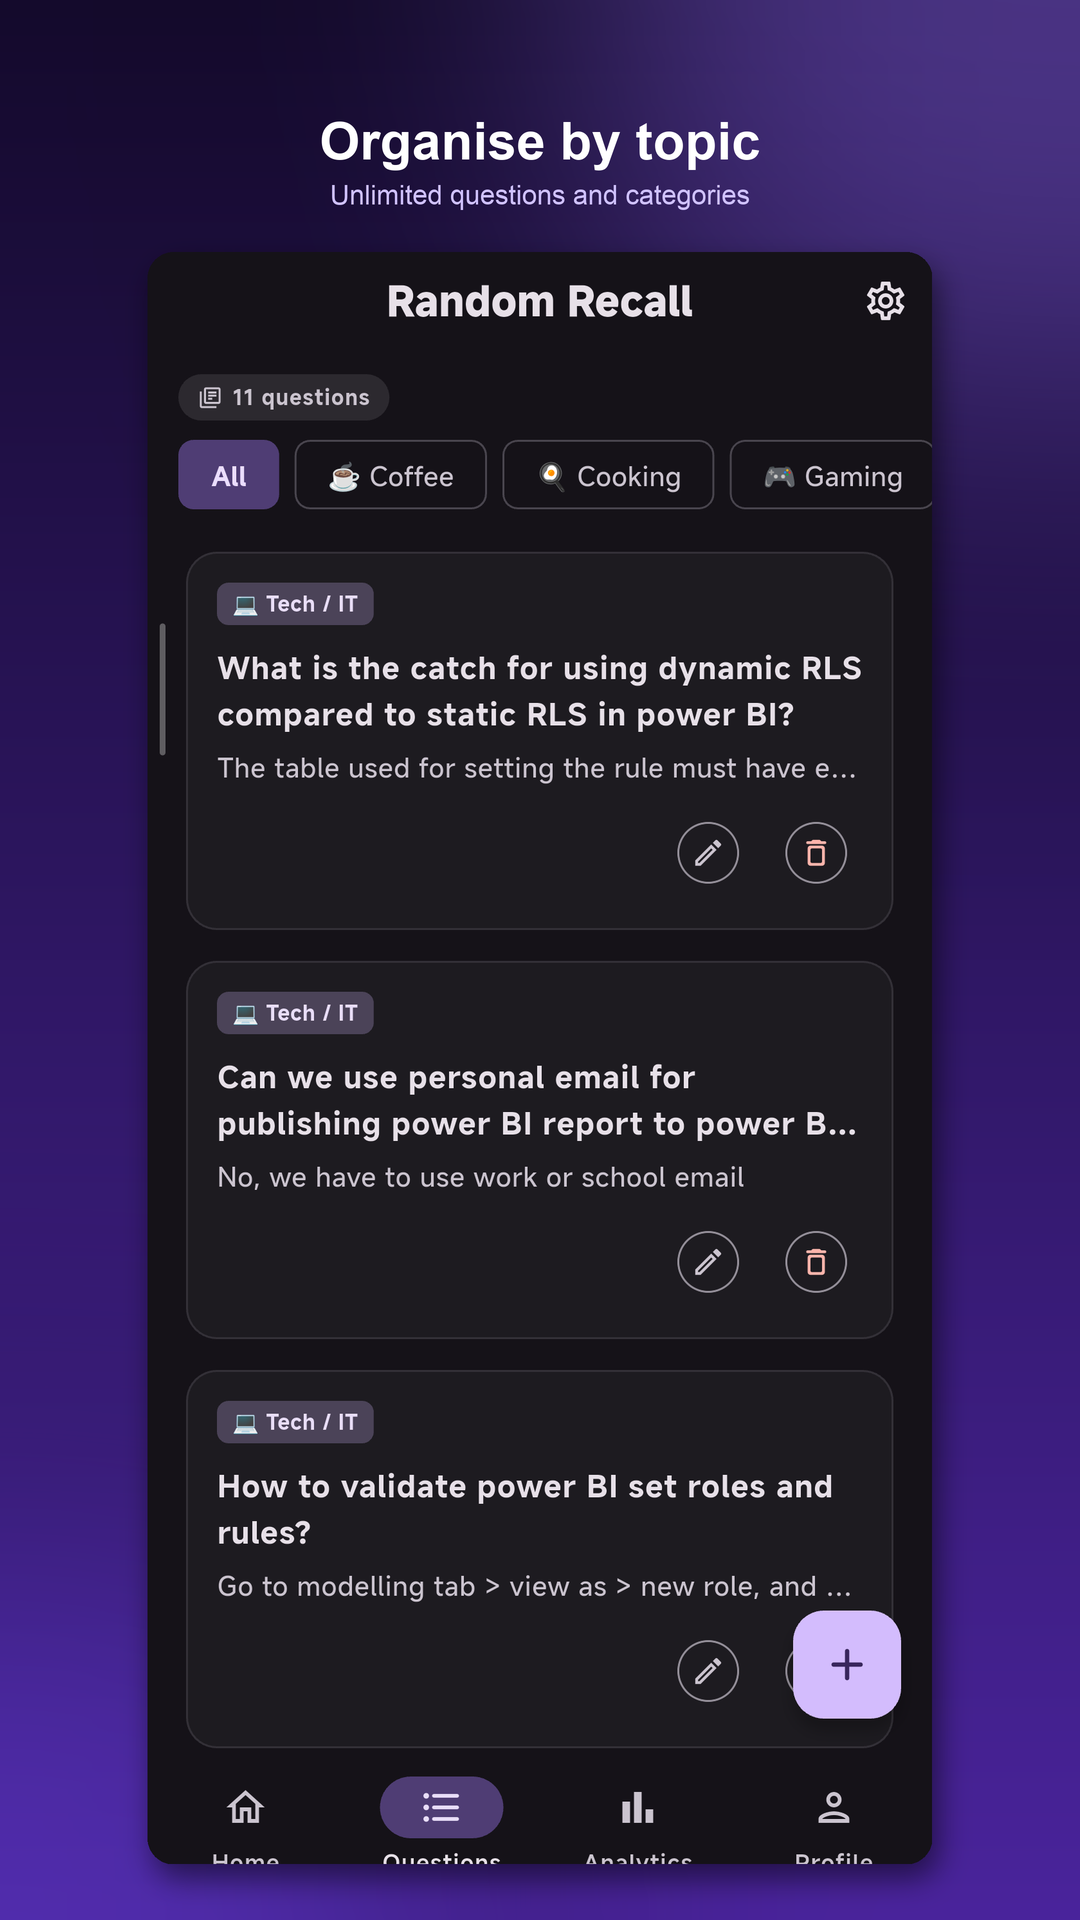 Organise by topic
Unlimited questions and categories
Random Recall
11 questions
All
Coffee
Cooking
Gaming
Tech / IT
What is the catch for using dynamic RLS
compared to static RLS in power BI?
The table used for setting the rule must have e...
Tech / IT
Can we use personal email for
publishing power BI report to power B...
No, we have to use work or school email
Tech / IT
How to validate power BI set roles and
rules?
Go to modelling tab > view as > new role, and ...
Home
Questions
Analytics
Profile